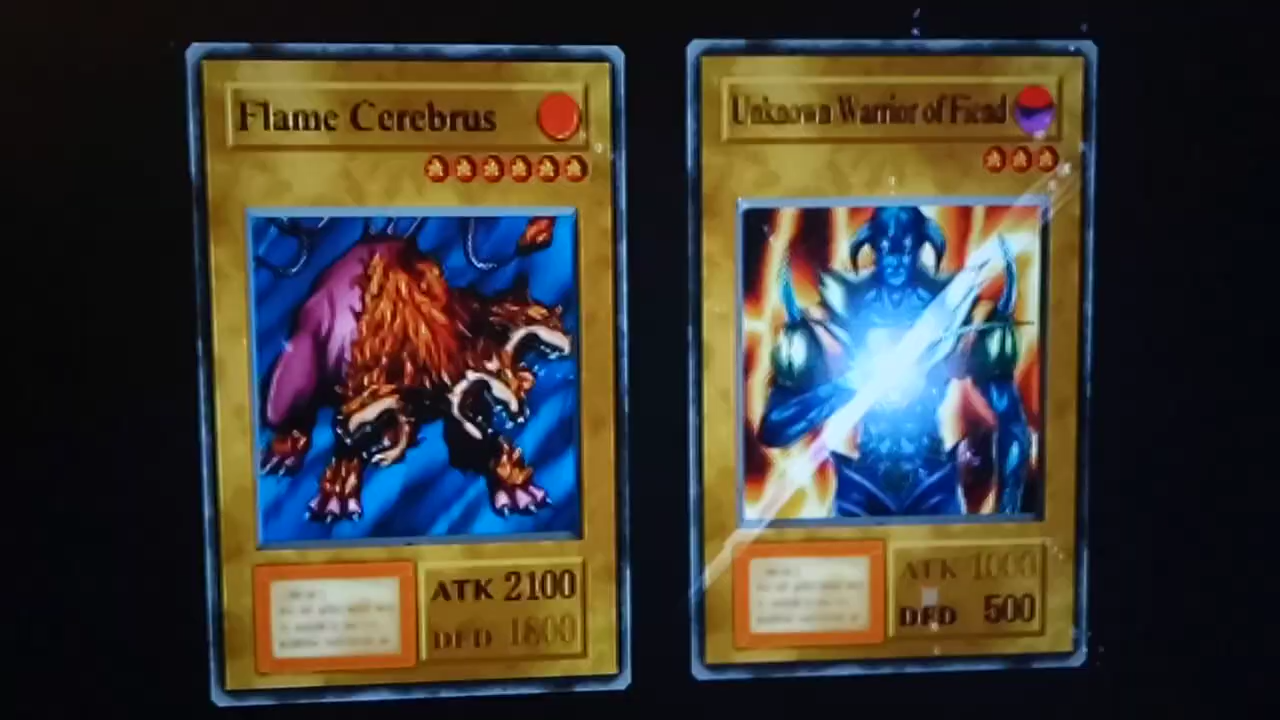 Flame Cerebrus
ATK 2100
DFD 1800
Unknown Warrior of Fiend
ATK 1000
DFD 500